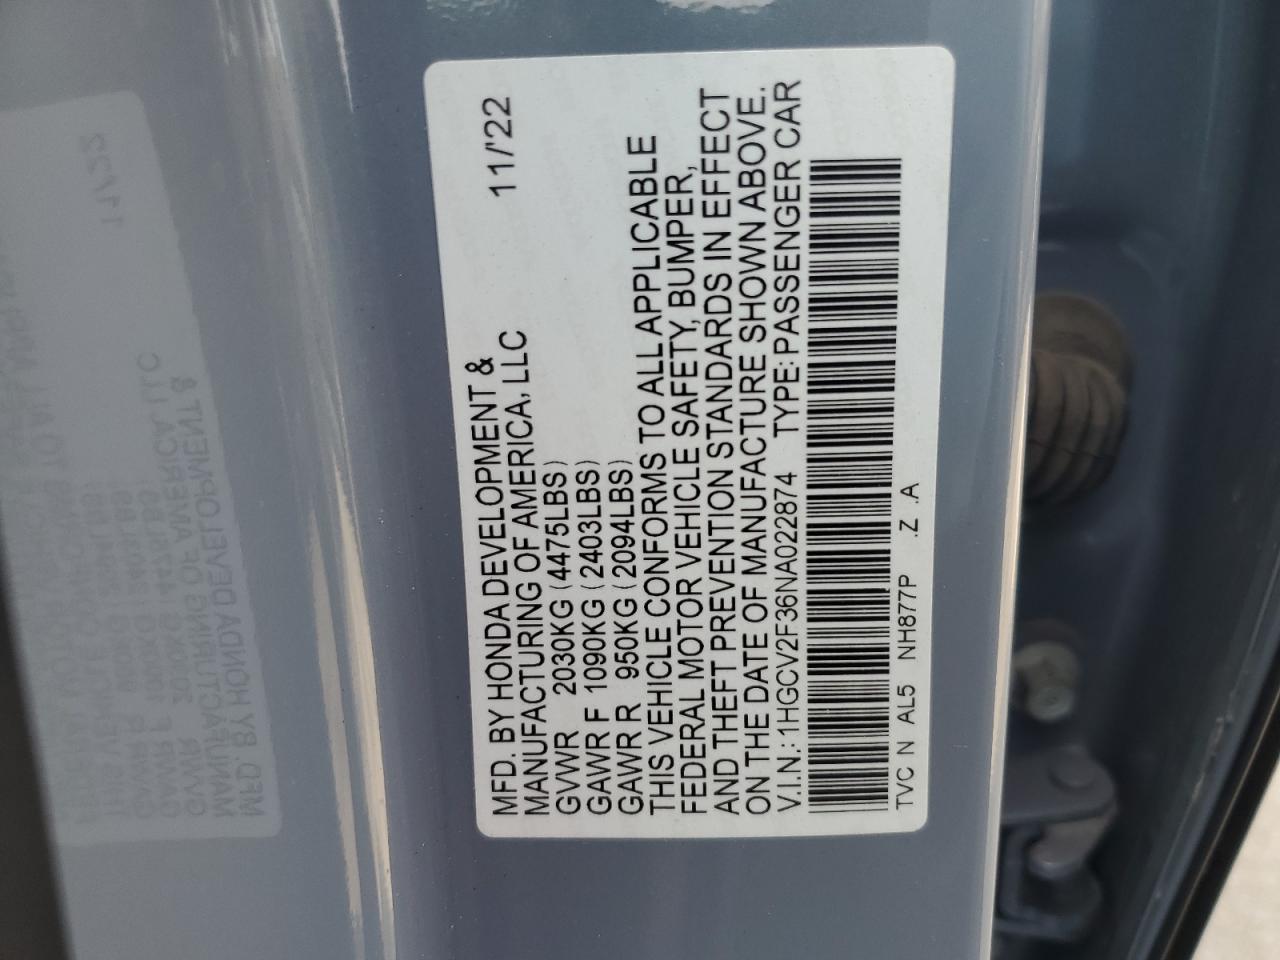 MFD. BY HONDA DEVELOPMENT & 11/'22
MANUFACTURING OF AMERICA, LLC
GVWR 2030KG (4475LBS)
GAWR F 1090KG (2403LBS)
GAWR R 950KG (2094LBS)
THIS VEHICLE CONFORMS TO ALL APPLICABLE
FEDERAL MOTOR VEHICLE SAFETY, BUMPER,
AND THEFT PREVENTION STANDARDS IN EFFECT
ON THE DATE OF MANUFACTURE SHOWN ABOVE.
V.I.N.: 1HGCV2F36NA022874 TYPE: PASSENGER CAR
TVC N AL5 NH877P .Z .A